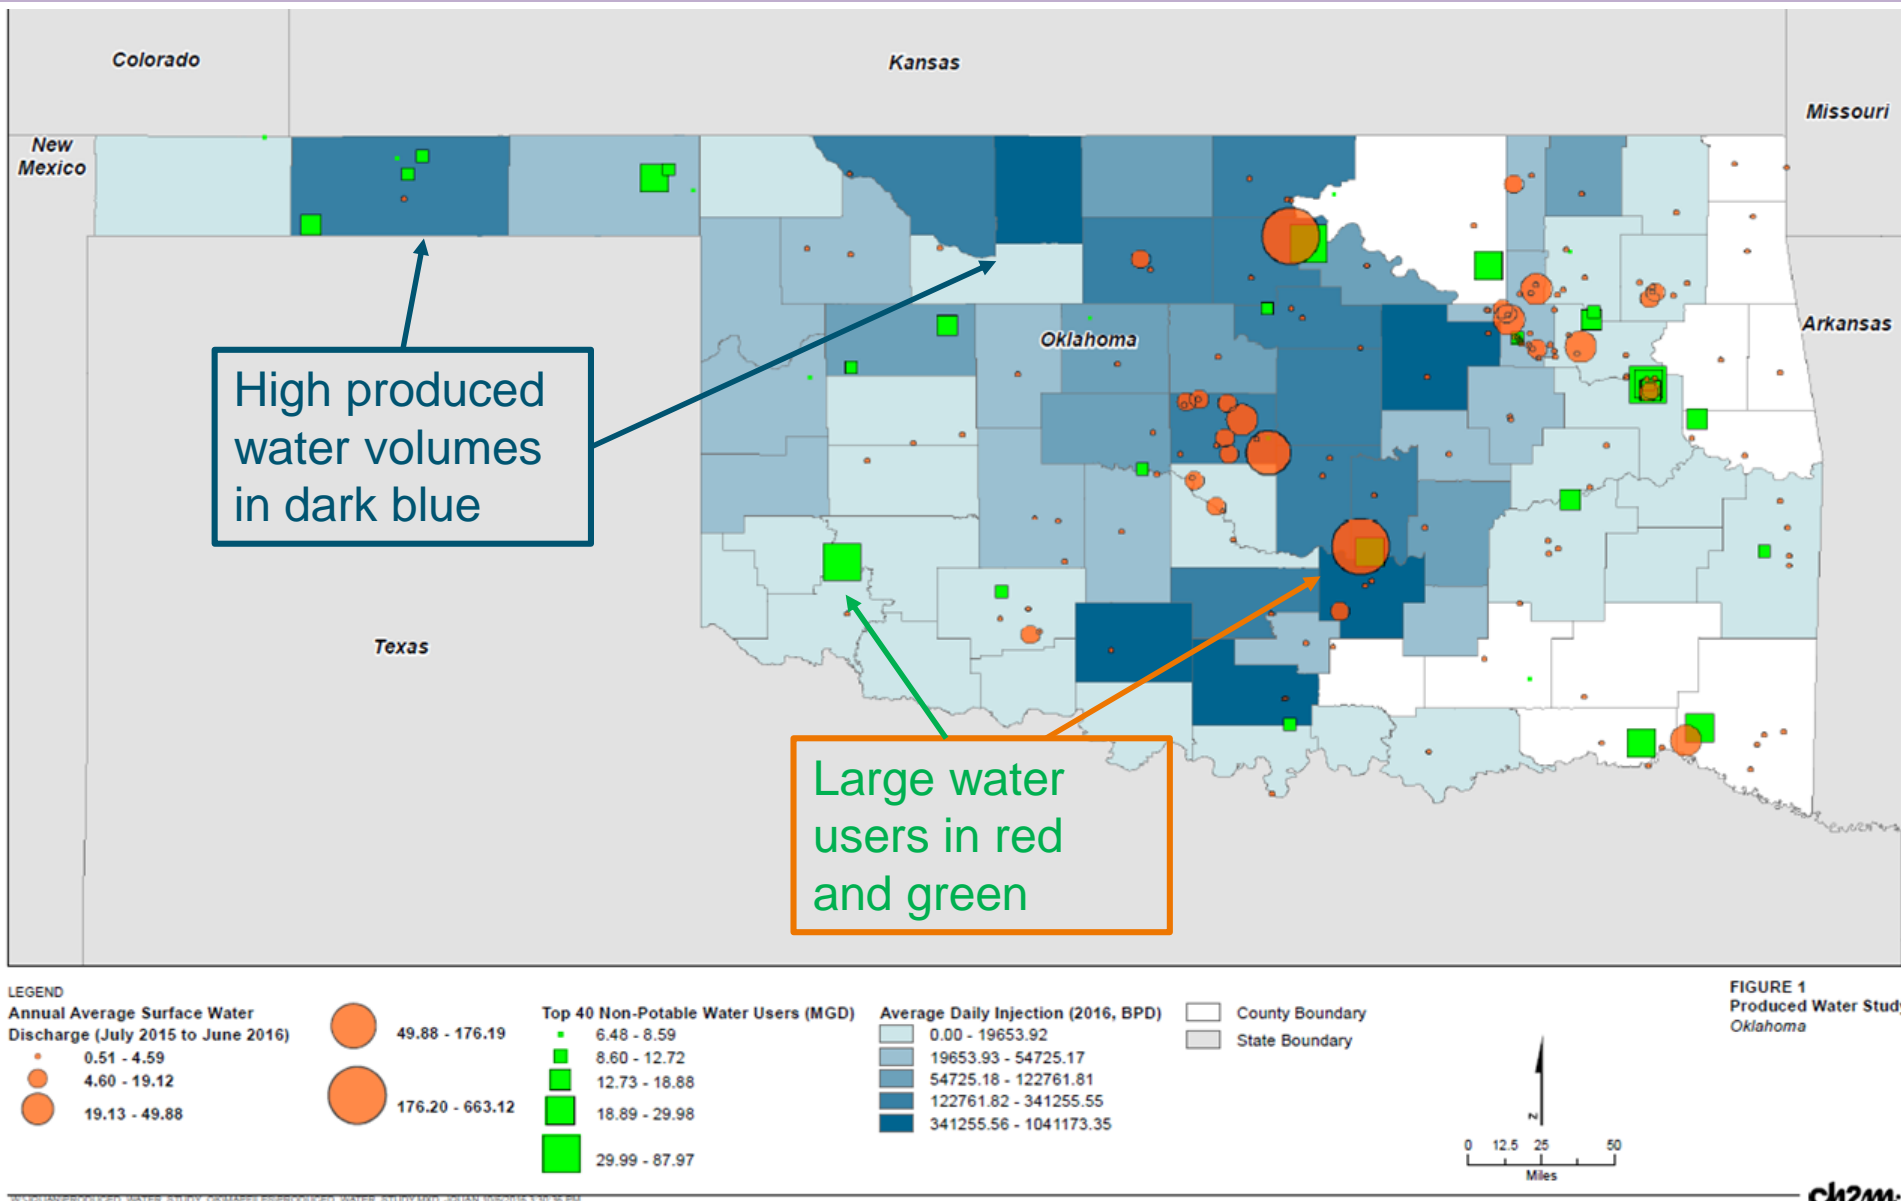 Colorado
Kansas
Missouri
New
Mexico
Arkansas
Oklahoma
High produced
water volumes
in dark blue
Texas
Large water
users in red
and green
LEGEND
Annual Average Surface Water
Discharge (July 2015 to June 2016)
0.51 - 4.59
4.60 - 19.12
19.13 - 49.88
49.88 - 176.19
176.20 - 663.12
Top 40 Non-Potable Water Users (MGD)
6.48 - 8.59
8.60 - 12.72
12.73 - 18.88
18.89 - 29.98
29.99 - 87.97
Average Daily Injection (2016, BPD)
0.00 - 19653.92
19653.93 - 54725.17
54725.18 - 122761.81
122761.82 - 341255.55
341255.56 - 1041173.35
County Boundary
State Boundary
N
0 12.5 25 50
Miles
FIGURE 1
Produced Water Study
Oklahoma
ch2m